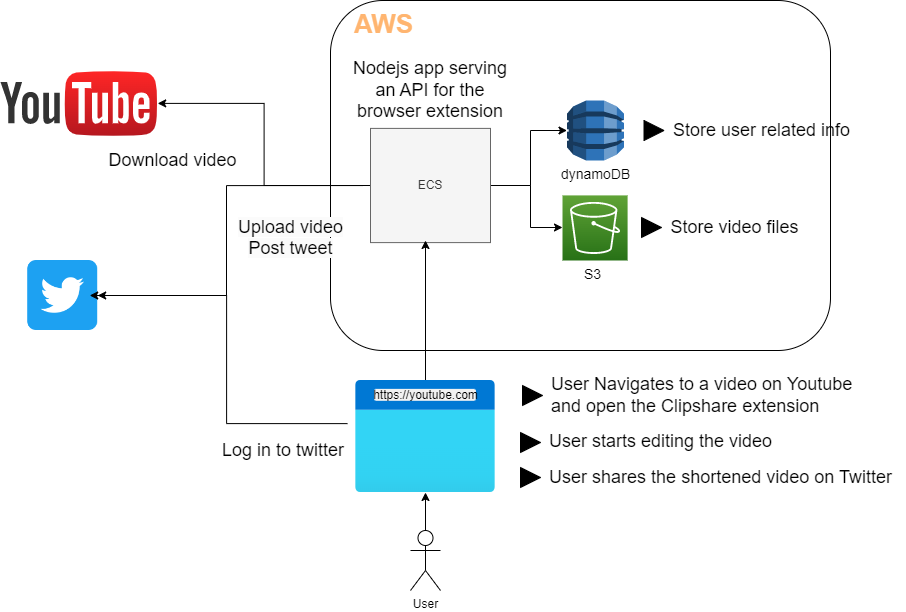 AWS
Nodejs app serving
an API for the
browser extension
YouTube
Download video
ECS
Store user related info
dynamoDB
Upload video
Post tweet
Store video files
S3
https://youtube.com
User Navigates to a video on Youtube
and open the Clipshare extension
User starts editing the video
Log in to twitter
User shares the shortened video on Twitter
User